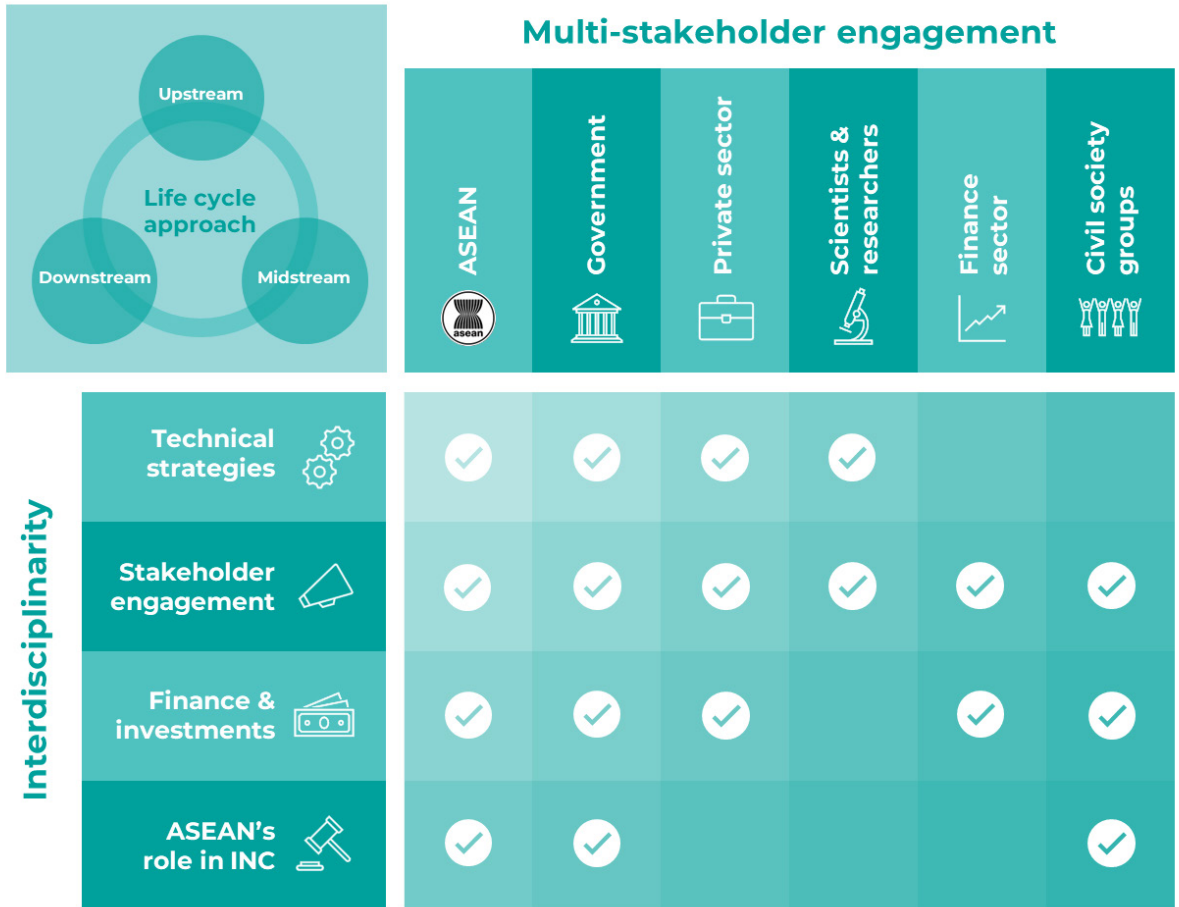 Multi-stakeholder engagement
Upstream
Life cycle
approach
Downstream
Midstream
ASEAN
asean
Government
Private sector
Scientists &
researchers
Finance
sector
Civil society
groups
Interdisciplinarity
Technical
strategies
Stakeholder
engagement
Finance &
investments
ASEAN's
role in INC